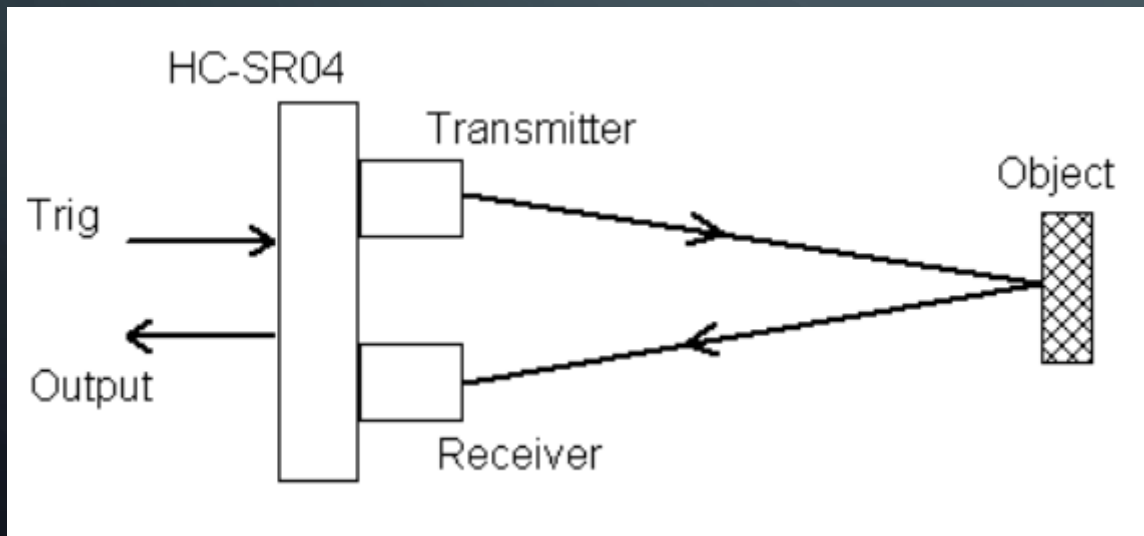 HC-SR04
Transmitter
Object
Trig
Output
Receiver